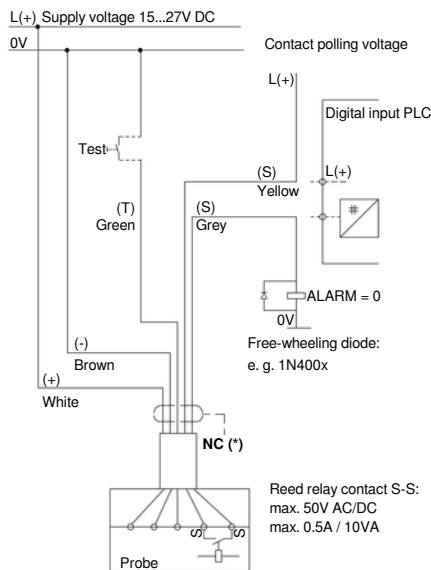 L(+) Supply voltage 15...27V DC
0V
Contact polling voltage
L(+)
Digital input PLC
Test
L(+)
(S)
Yellow
#
(T)
Green
(S)
Grey
ALARM = 0
0V
Free-wheeling diode:
e. g. 1N400x
(-)
Brown
(+)
White
NC (*)
Reed relay contact S-S:
max. 50V AC/DC
max. 0.5A / 10VA
S
S
Probe